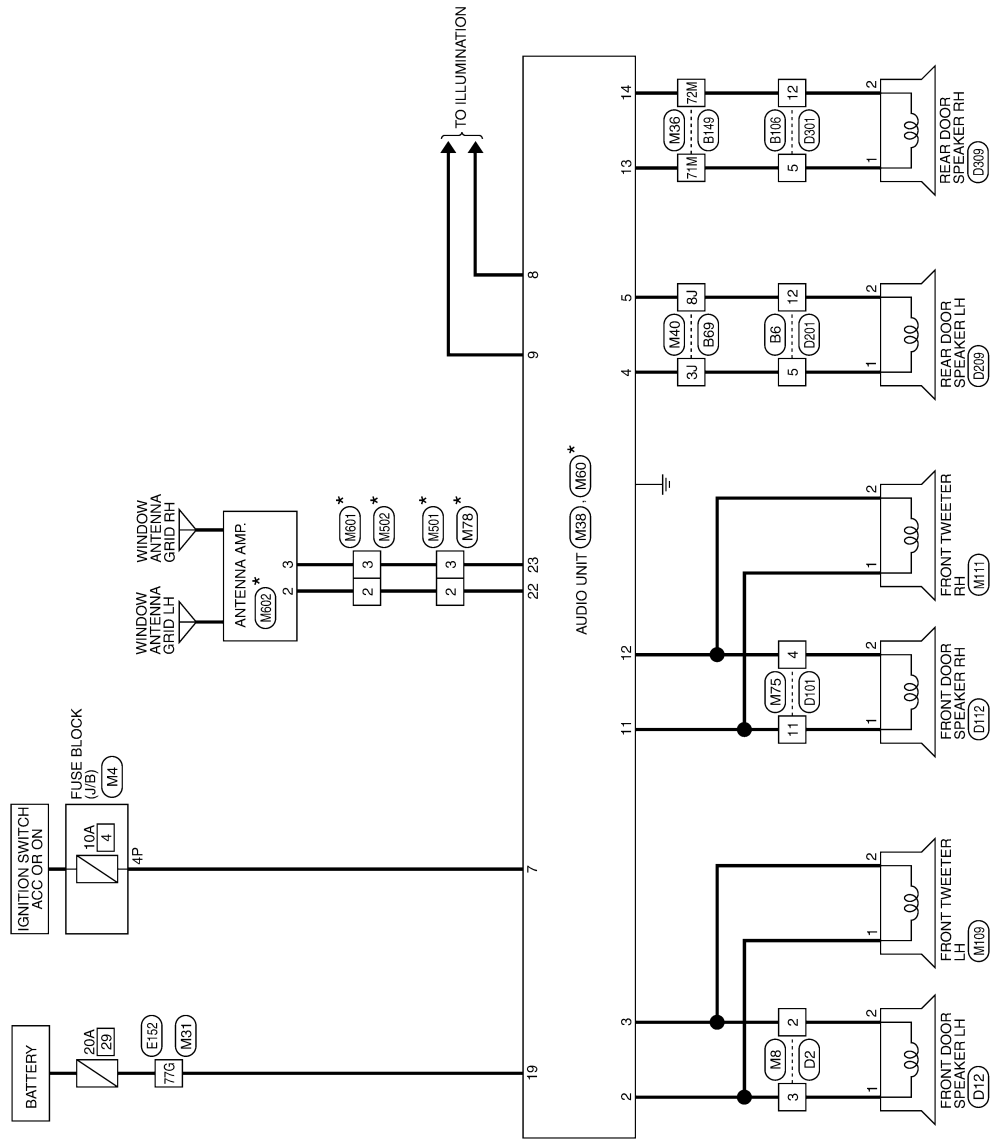 BATTERY
20A
29
E152
77G
M31
19
IGNITION SWITCH
ACC OR ON
FUSE BLOCK
(J/B)
M4
10A
4
4P
7
WINDOW
ANTENNA
GRID LH
WINDOW
ANTENNA
GRID RH
ANTENNA AMP.
M602 *
2
3
M601 *
2
3
M502 *
M501 *
2
3
M78 *
22
23
TO ILLUMINATION
9
8
AUDIO UNIT M38 , M60 *
2
3
11
12
4
5
13
14
M8
3
2
D2
1
2
FRONT DOOR
SPEAKER LH
D12
1
2
FRONT TWEETER
LH
M109
M75
11
4
D101
1
2
FRONT DOOR
SPEAKER RH
D112
1
2
FRONT TWEETER
RH
M111
M40
3J
8J
B69
B6
5
12
D201
1
2
REAR DOOR
SPEAKER LH
D209
M36
71M
72M
B149
B106
5
12
D301
1
2
REAR DOOR
SPEAKER RH
D309